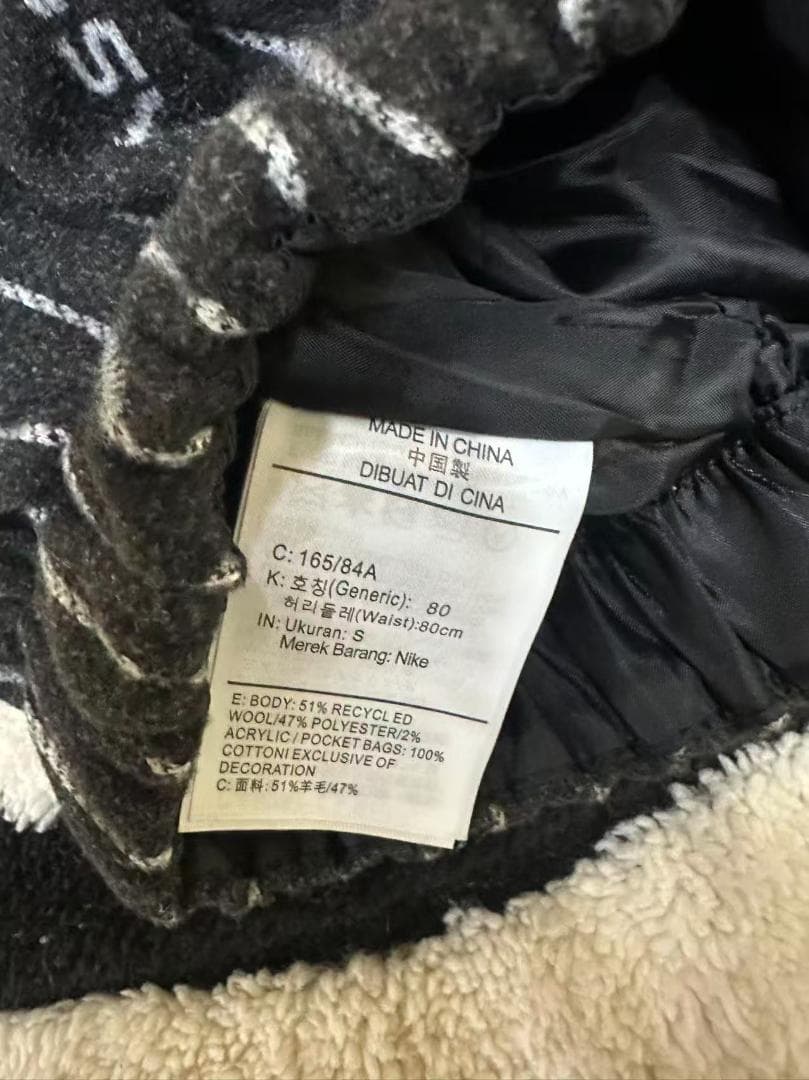 MADE IN CHINA
中国製
DIBUAT DI CINA
C: 165/84A
K: 호칭(Generic): 80
허리둘레(Waist):80cm
IN: Ukuran: S
Merek Barang: Nike
E: BODY: 51% RECYCLED
WOOL/47% POLYESTER/2%
ACRYLIC/POCKET BAGS: 100%
COTTONI EXCLUSIVE OF
DECORATION
C: 面料: 51%羊毛/47%